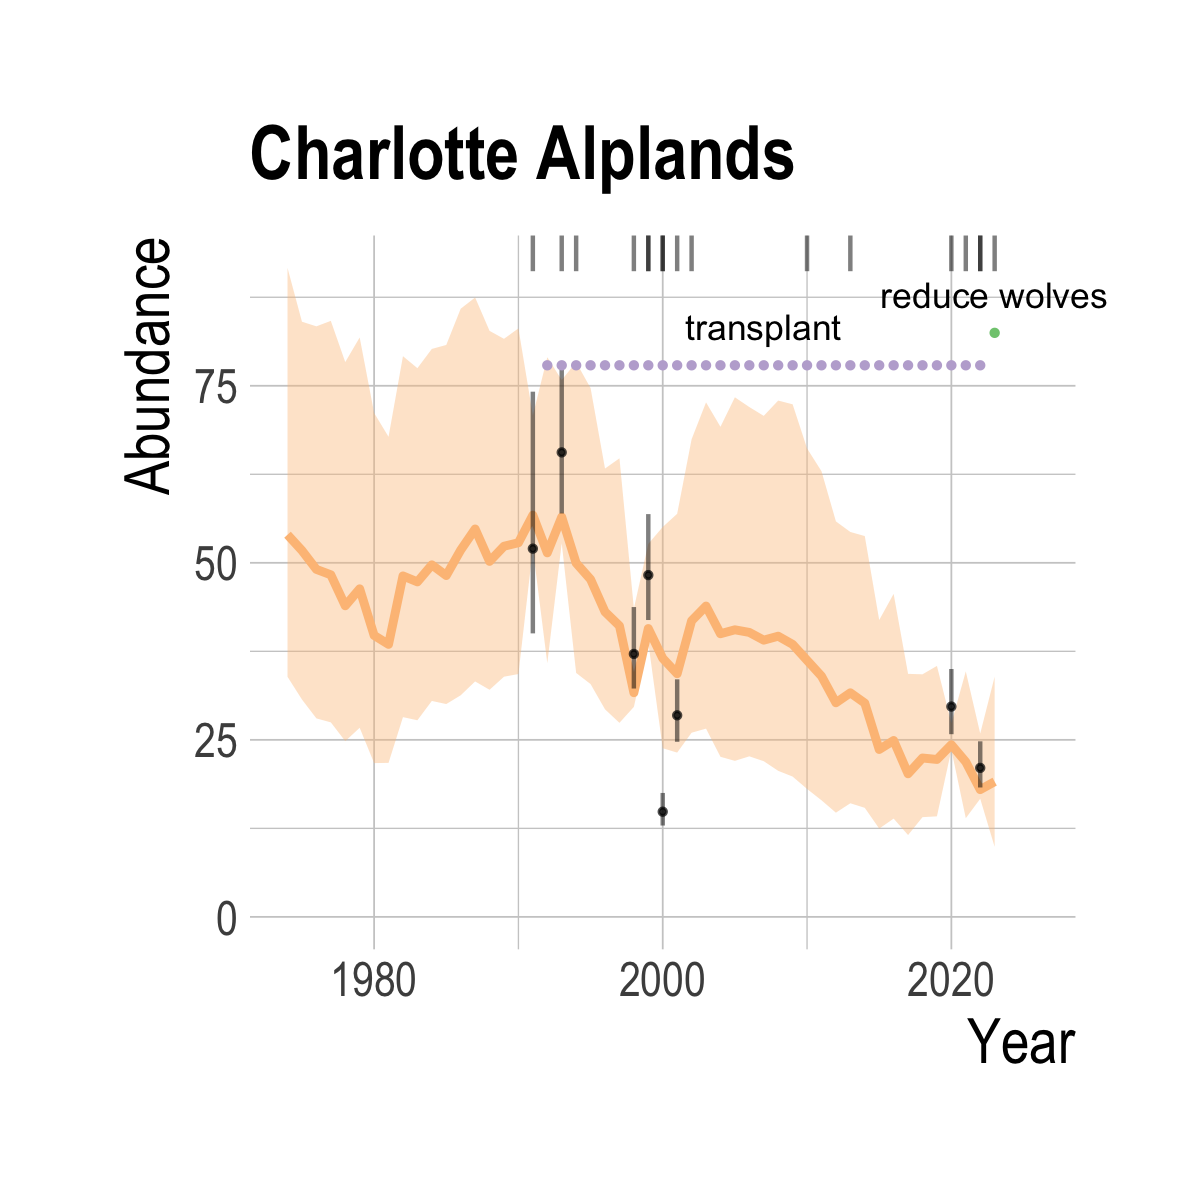 Charlotte Alplands
Abundance
reduce wolves
transplant
75
50
25
0
1980 2000 2020
Year